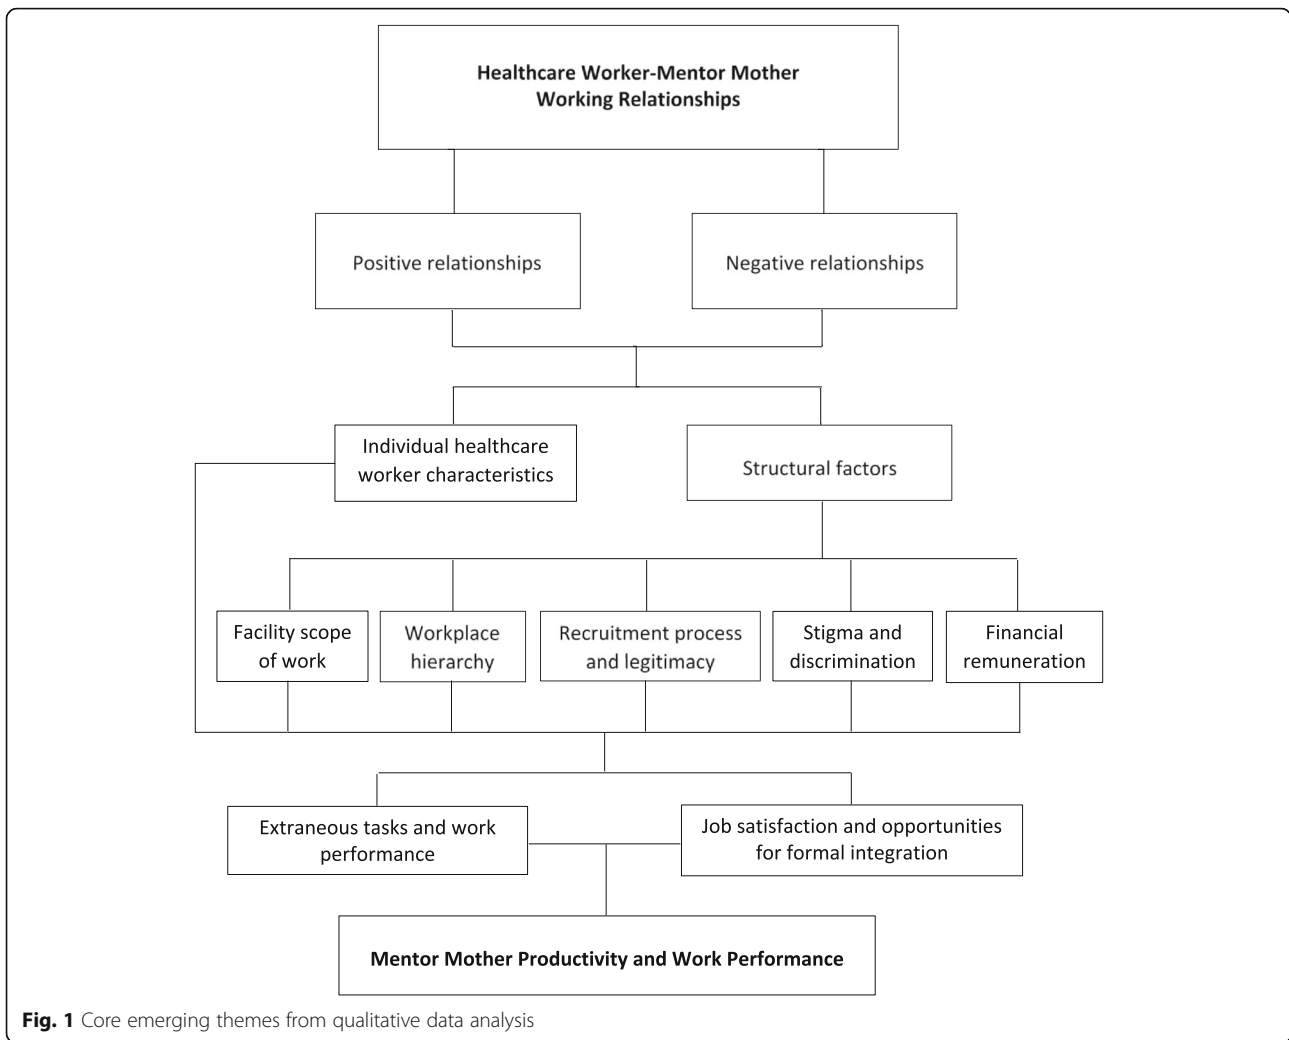 Healthcare Worker-Mentor Mother
Working Relationships
Positive relationships
Negative relationships
Individual healthcare
worker characteristics
Structural factors
Facility scope
of work
Workplace
hierarchy
Recruitment process
and legitimacy
Stigma and
discrimination
Financial
remuneration
Extraneous tasks and work
performance
Job satisfaction and opportunities
for formal integration
Mentor Mother Productivity and Work Performance
Fig. 1 Core emerging themes from qualitative data analysis